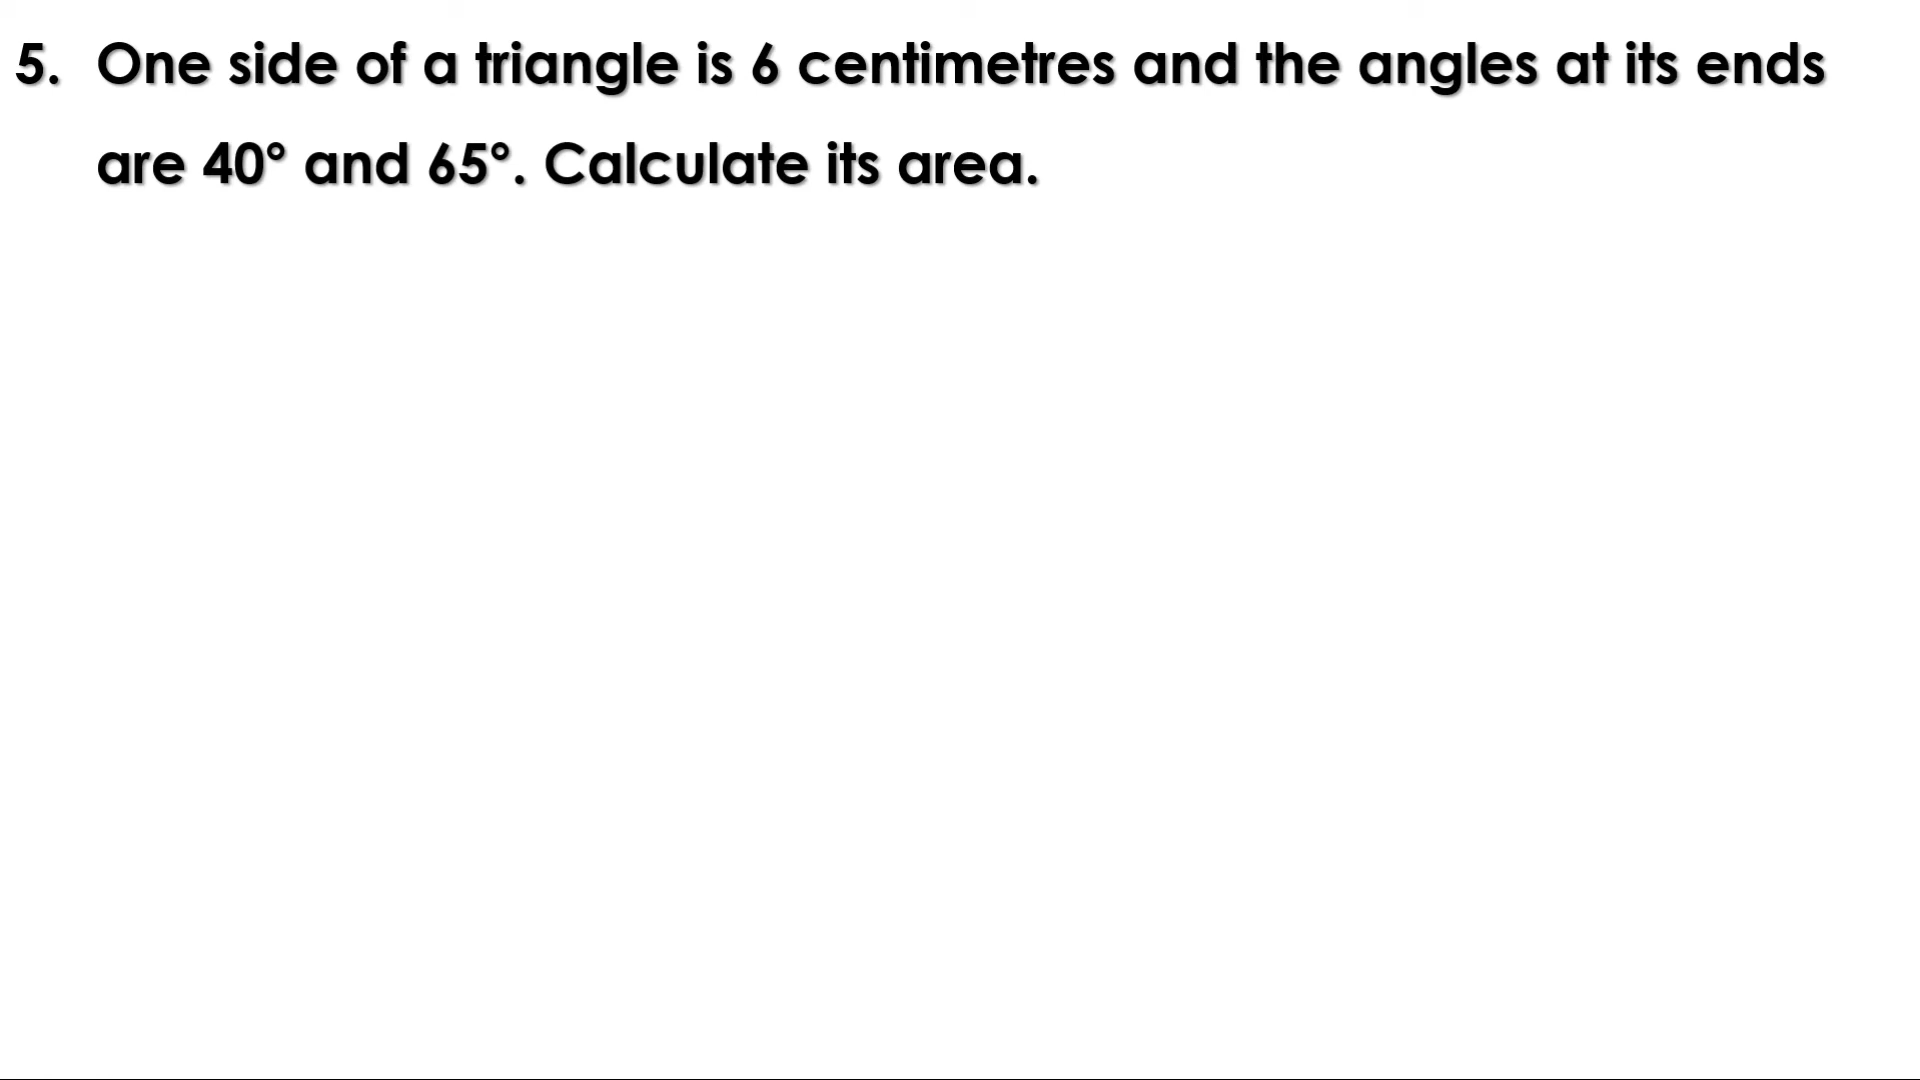 5. One side of a triangle is 6 centimetres and the angles at its ends
are 40° and 65°. Calculate its area.